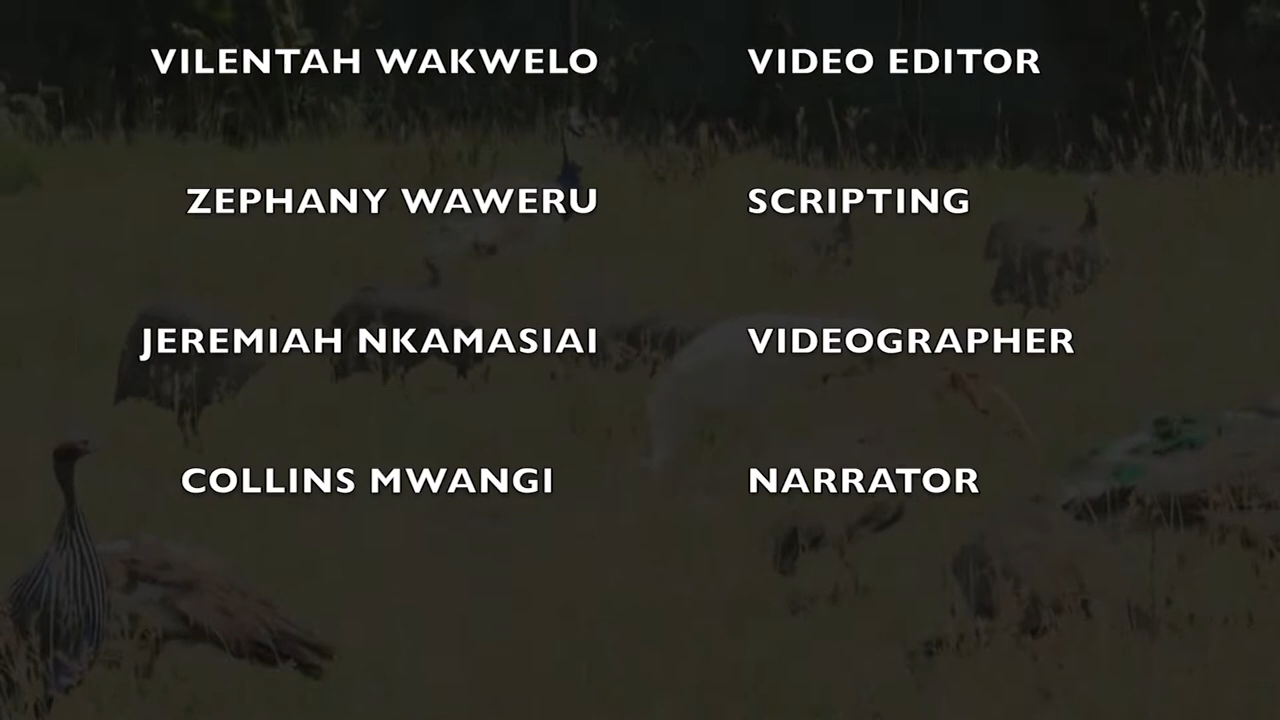 VILENTAH WAKWELO VIDEO EDITOR
ZEPHANY WAWERU SCRIPTING
JEREMIAH NKAMASIAI VIDEOGRAPHER
COLLINS MWANGI NARRATOR